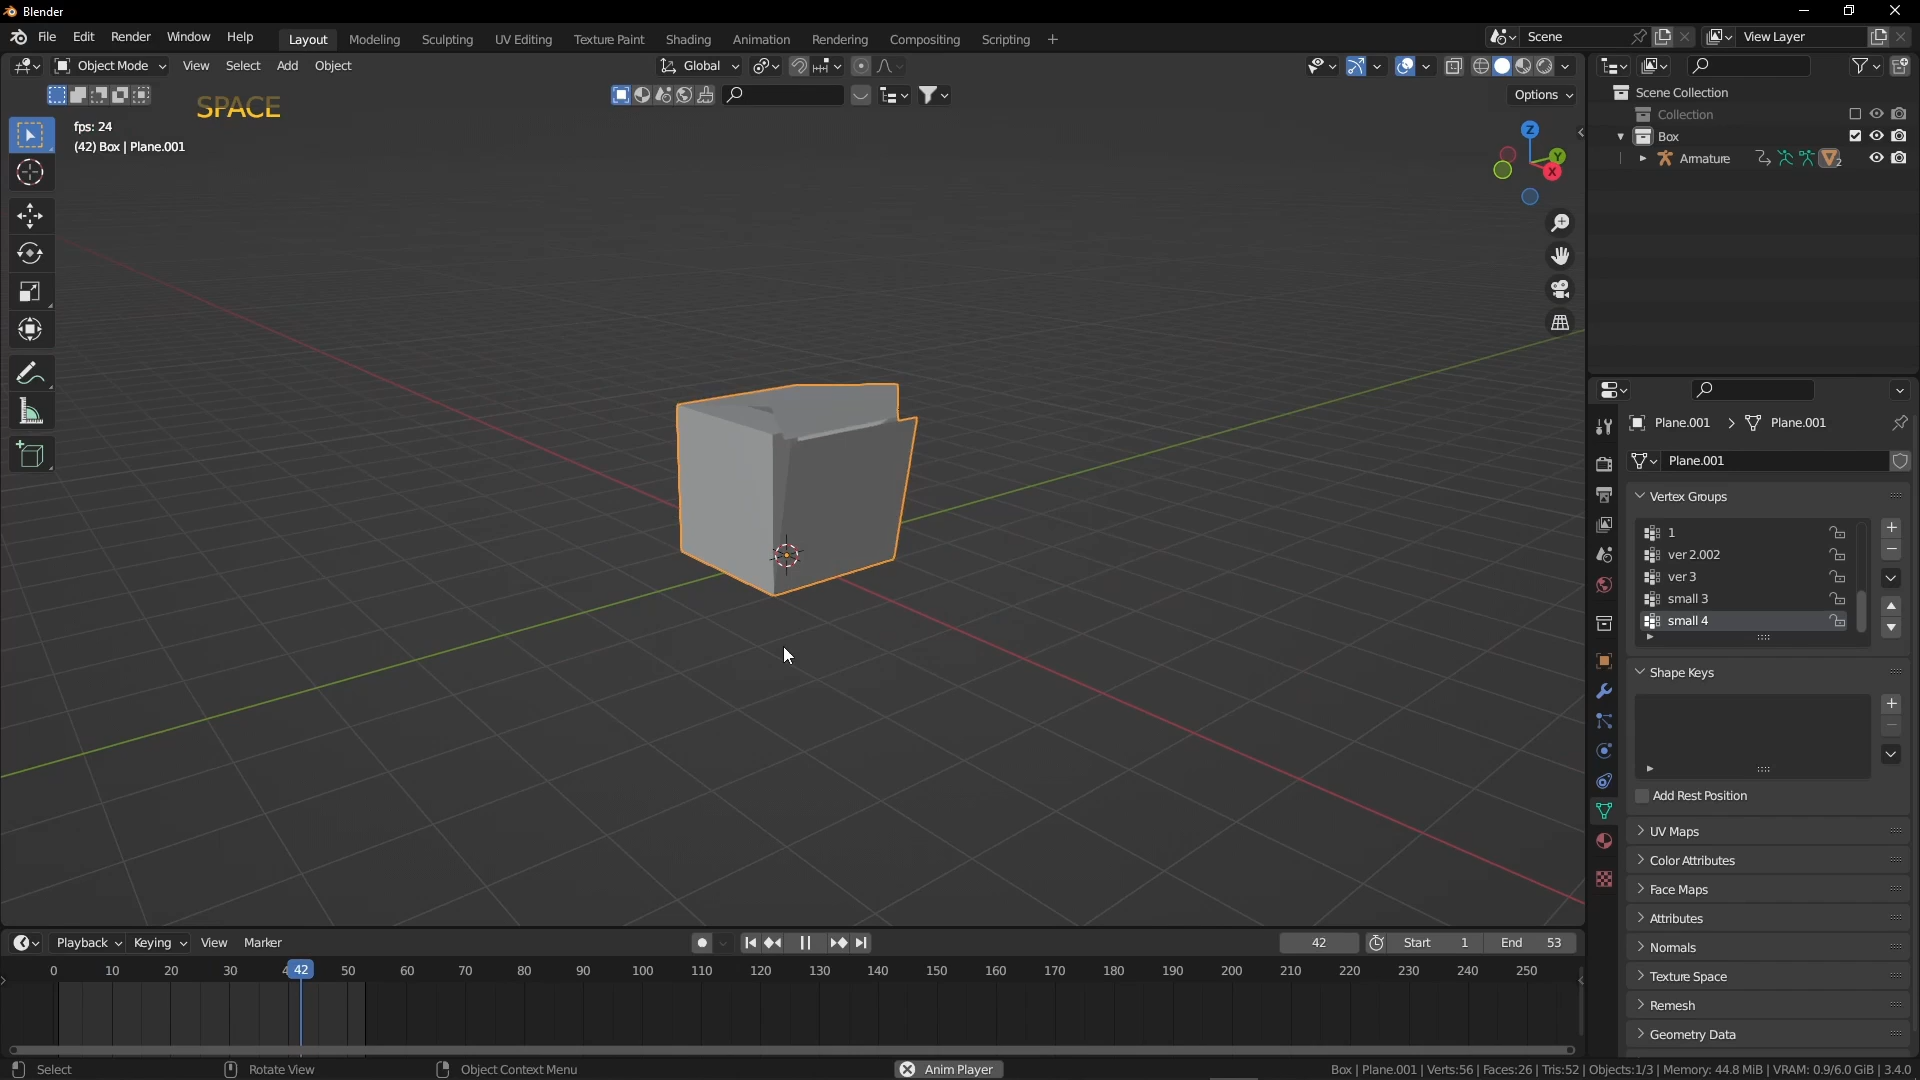 Blender
File Edit Render Window Help Layout Modeling Sculpting UV Editing Texture Paint Shading Animation Rendering Compositing Scripting + Scene View Layer
Object Mode View Select Add Object Global
Options
SPACE
fps: 24
(42) Box | Plane.001
Z
Y
X
Scene Collection
Collection
Box
Armature 2
Plane.001 > Plane.001
Plane.001
Vertex Groups
1
ver 2.002
ver 3
small 3
small 4
Shape Keys
Add Rest Position
UV Maps
Color Attributes
Face Maps
Attributes
Normals
Texture Space
Remesh
Geometry Data
Playback Keying View Marker 42 Start 1 End 53
0 10 20 30 42 50 60 70 80 90 100 110 120 130 140 150 160 170 180 190 200 210 220 230 240 250
Select Rotate View Object Context Menu Anim Player Box | Plane.001 | Verts:56 | Faces:26 | Tris:52 | Objects:1/3 | Memory: 44.8 MiB | VRAM: 0.9/6.0 GiB | 3.4.0